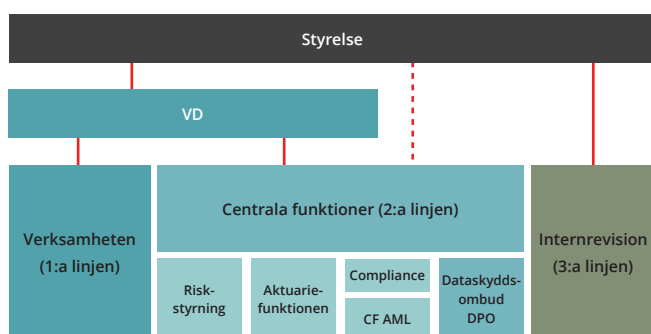 Styrelse
VD
Verksamheten
(1:a linjen)
Centrala funktioner (2:a linjen)
Risk-
styrning
Aktuarie-
funktionen
Compliance
CF AML
Dataskydds-
ombud
DPO
Internrevision
(3:a linjen)